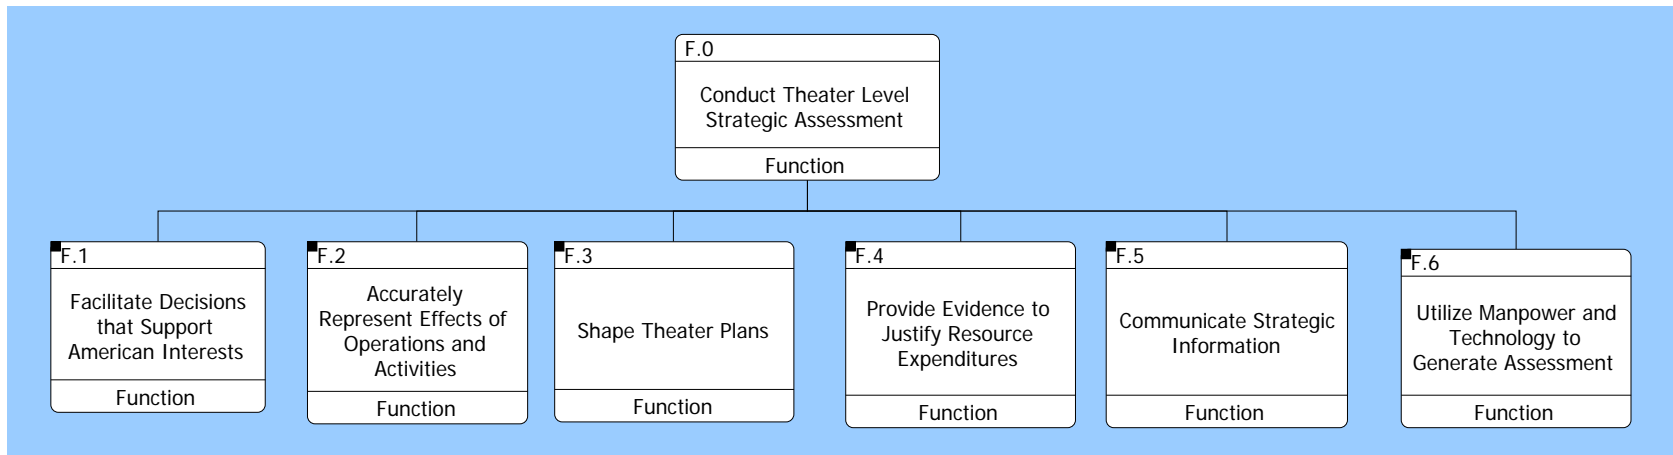 F.0
Conduct Theater Level
Strategic Assessment
Function
F.1
Facilitate Decisions
that Support
American Interests
Function
F.2
Accurately
Represent Effects of
Operations and
Activities
Function
F.3
Shape Theater Plans
Function
F.4
Provide Evidence to
Justify Resource
Expenditures
Function
F.5
Communicate Strategic
Information
Function
F.6
Utilize Manpower and
Technology to
Generate Assessment
Function